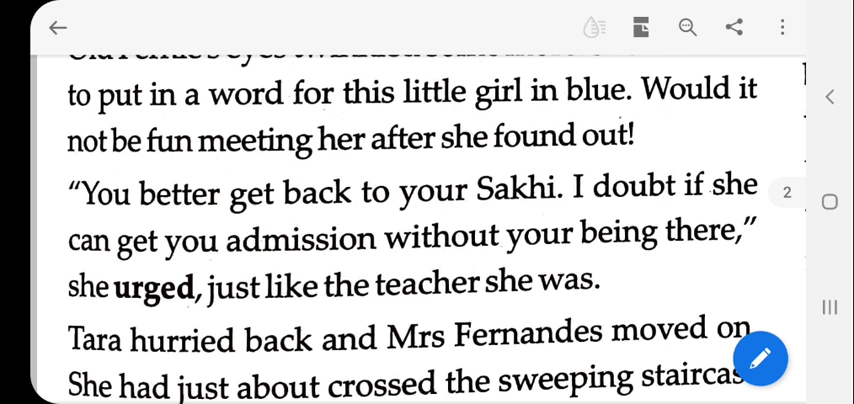 to put in a word for this little girl in blue. Would it
not be fun meeting her after she found out!
"You better get back to your Sakhi. I doubt if she
can get you admission without your being there,"
she urged, just like the teacher she was.
Tara hurried back and Mrs Fernandes moved on
She had just about crossed the sweeping
2